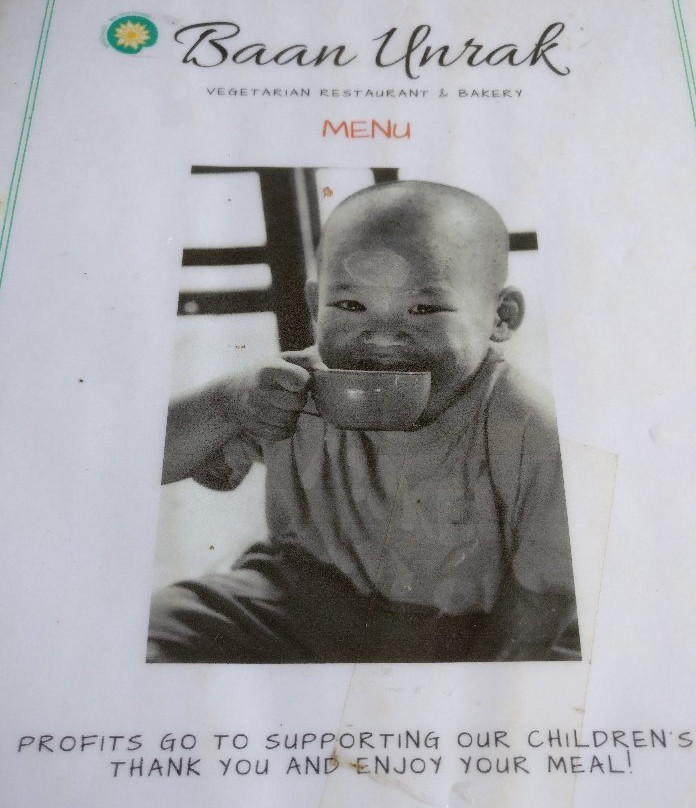 Baan Unrak
VEGETARIAN RESTAURANT & BAKERY
MENU
PROFITS GO TO SUPPORTING OUR CHILDREN'S
THANK YOU AND ENJOY YOUR MEAL!